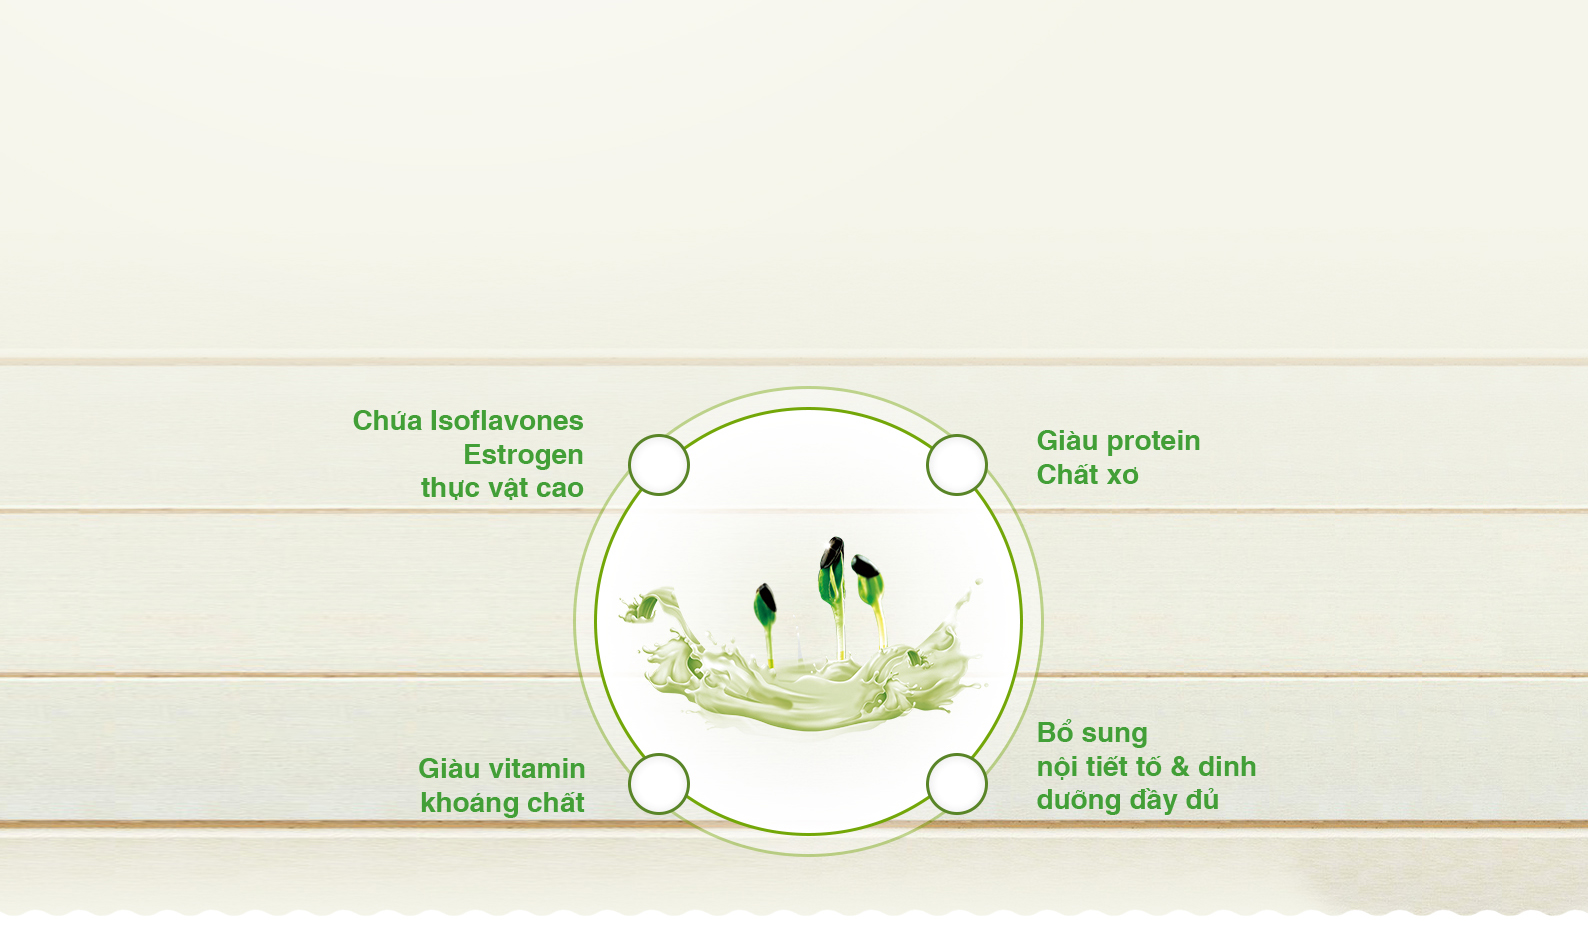 Chứa Isoflavones
Estrogen
thực vật cao
Giàu protein
Chất xơ
Giàu vitamin
khoáng chất
Bổ sung
nội tiết tố & dinh
dưỡng đầy đủ